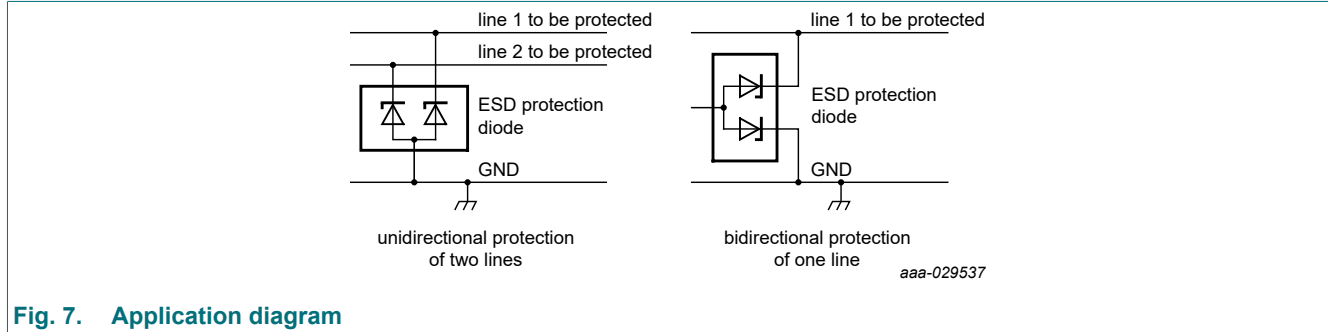 line 1 to be protected
line 2 to be protected
ESD protection
diode
GND
unidirectional protection
of two lines
line 1 to be protected
ESD protection
diode
GND
bidirectional protection
of one line
aaa-029537
Fig. 7. Application diagram